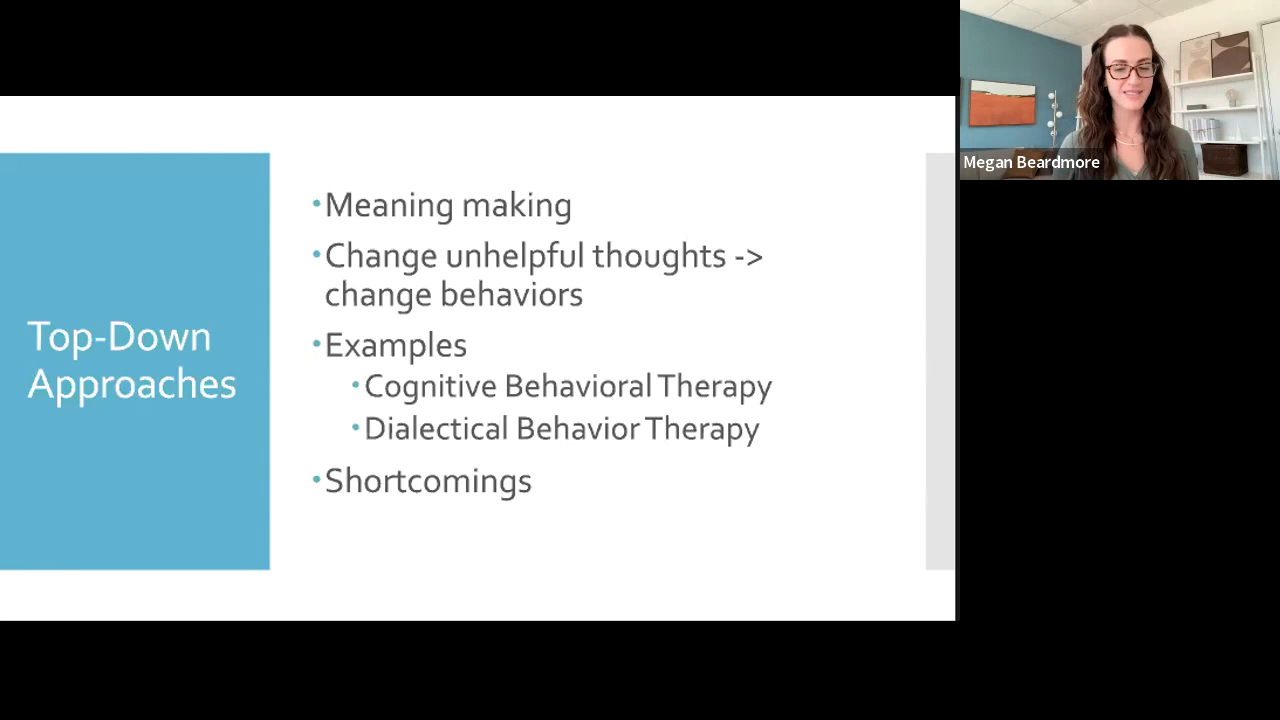 Top-Down
Approaches
•Meaning making
•Change unhelpful thoughts ->
change behaviors
•Examples
•Cognitive Behavioral Therapy
•Dialectical Behavior Therapy
•Shortcomings
Megan Beardmore